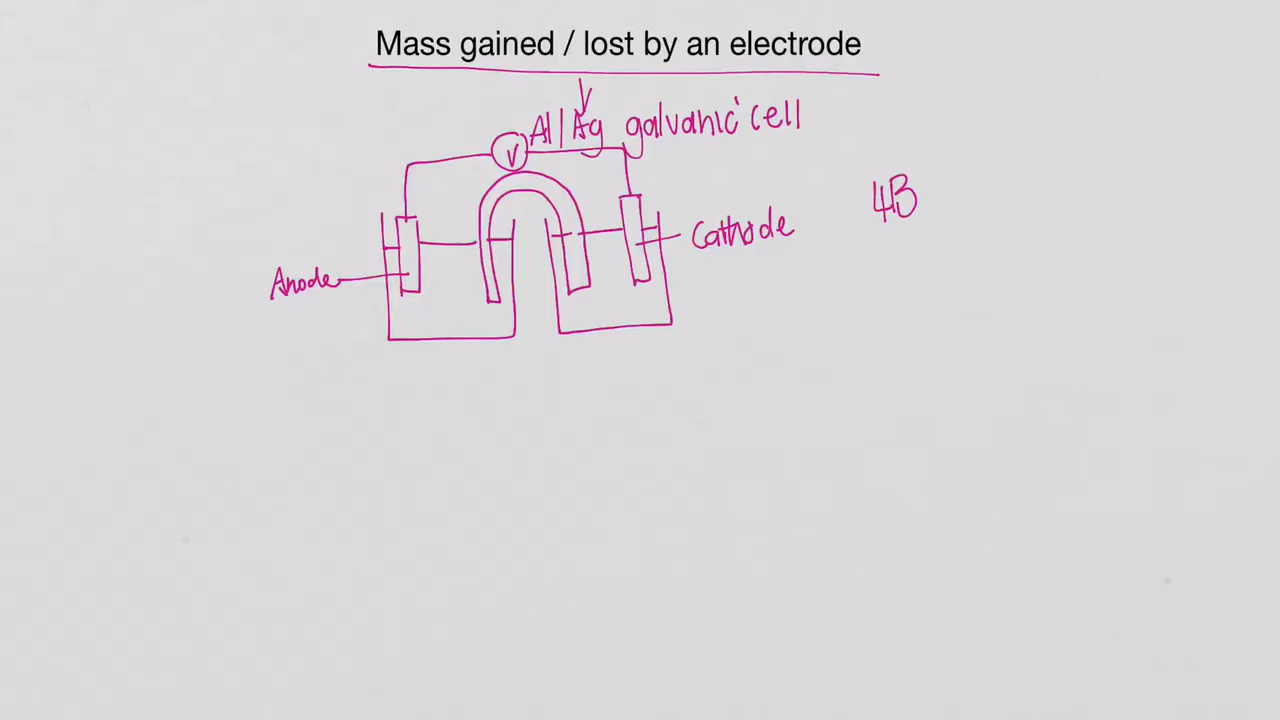 Mass gained / lost by an electrode
Al/Ag galvanic cell
V
4B
Cathode
Anode